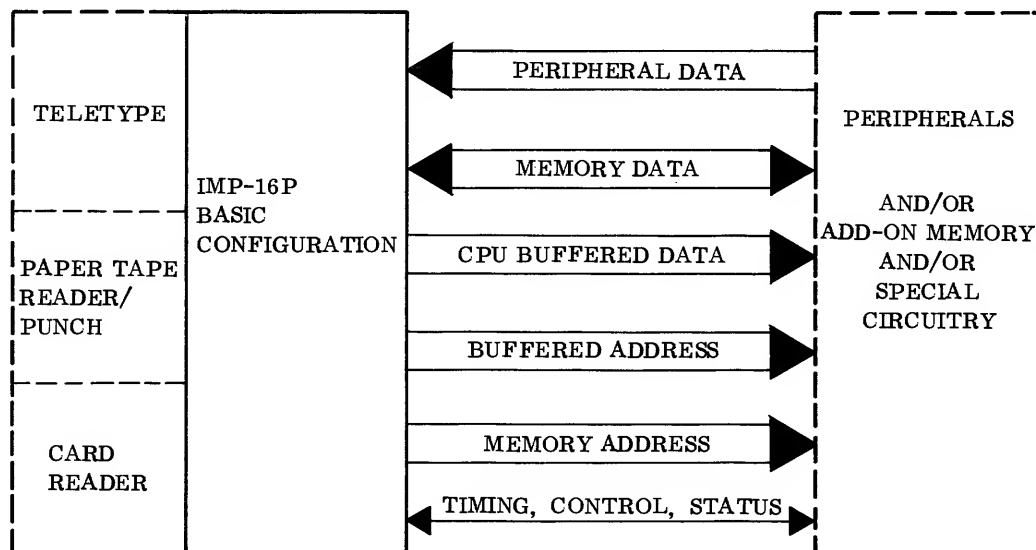 TELETYPE
PAPER TAPE
READER/
PUNCH
CARD
READER
IMP-16P
BASIC
CONFIGURATION
PERIPHERAL DATA
MEMORY DATA
CPU BUFFERED DATA
BUFFERED ADDRESS
MEMORY ADDRESS
TIMING, CONTROL, STATUS
PERIPHERALS
AND/OR
ADD-ON MEMORY
AND/OR
SPECIAL
CIRCUITRY